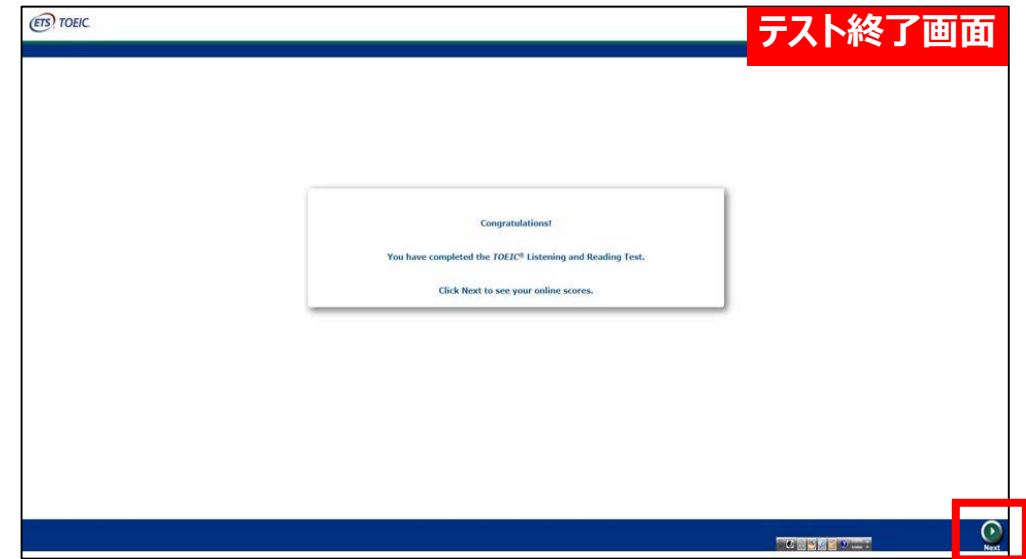 ETS TOEIC.
テスト終了画面
Congratulations!
You have completed the TOEIC® Listening and Reading Test.
Click Next to see your online scores.
Next